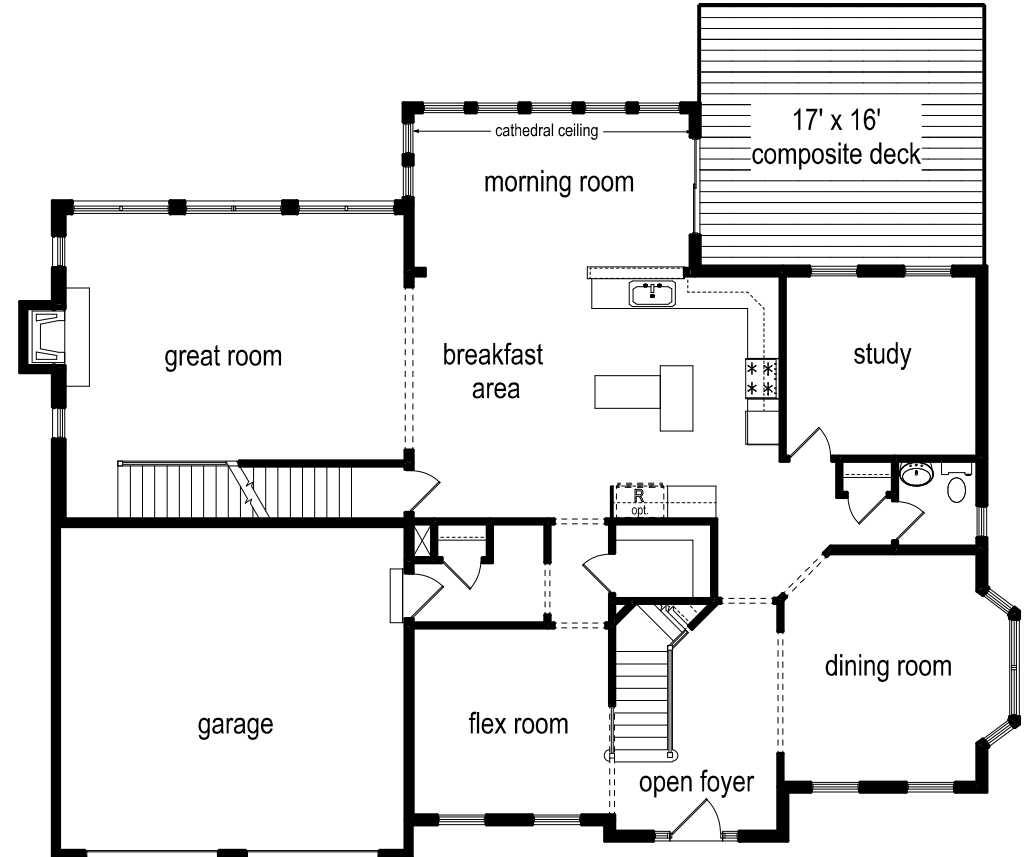 17' x 16'
composite deck
cathedral ceiling
morning room
great room
breakfast
area
study
R
opt.
dining room
garage
flex room
open foyer